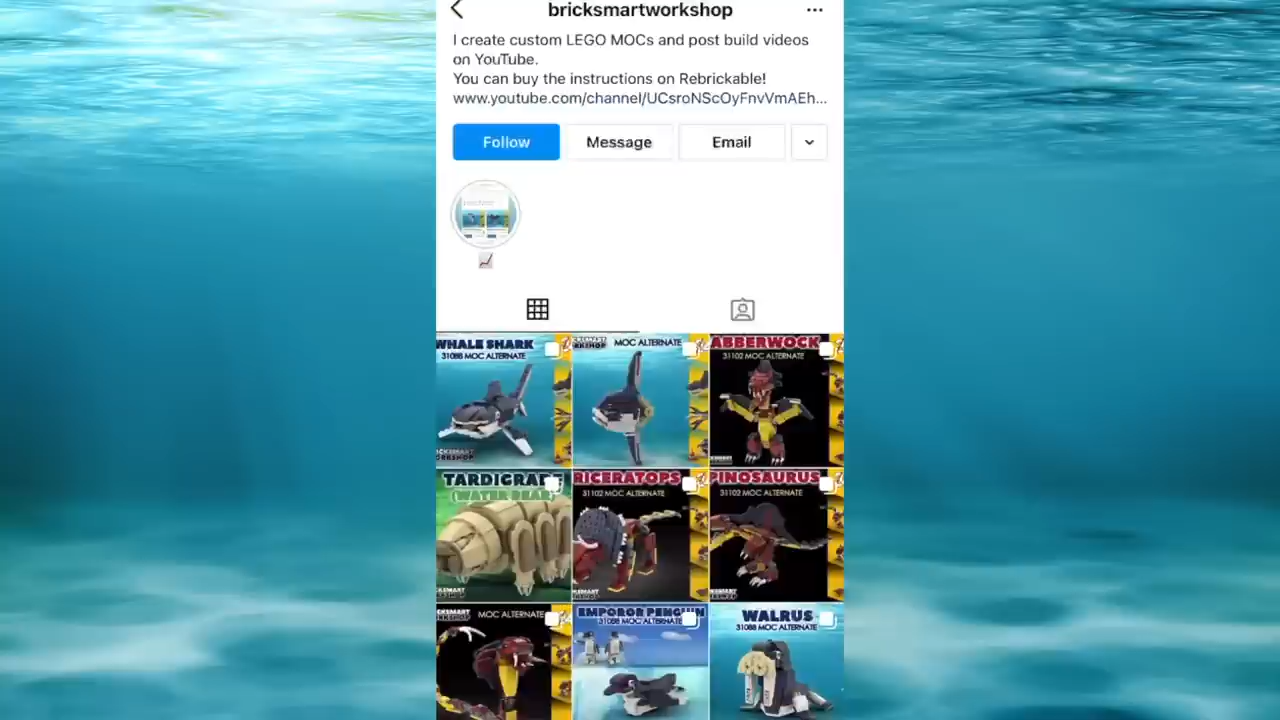 bricksmartworkshop
I create custom LEGO MOCs and post build videos
on YouTube.
You can buy the instructions on Rebrickable!
www.youtube.com/channel/UCsroNScOyFnvVmAEh...
Follow
Message
Email
WHALE SHARK
31088 MOC ALTERNATE
MOC ALTERNATE
ABBERWOCK
31102 MOC ALTERNATE
TARDIGRADE
(WATER BEAR)
RICERATOPS
31102 MOC ALTERNATE
PINOSAURUS
31102 MOC ALTERNATE
MOC ALTERNATE
EMPOROR PENGUIN
31088 MOC ALTERNATE
WALRUS
31088 MOC ALTERNATE